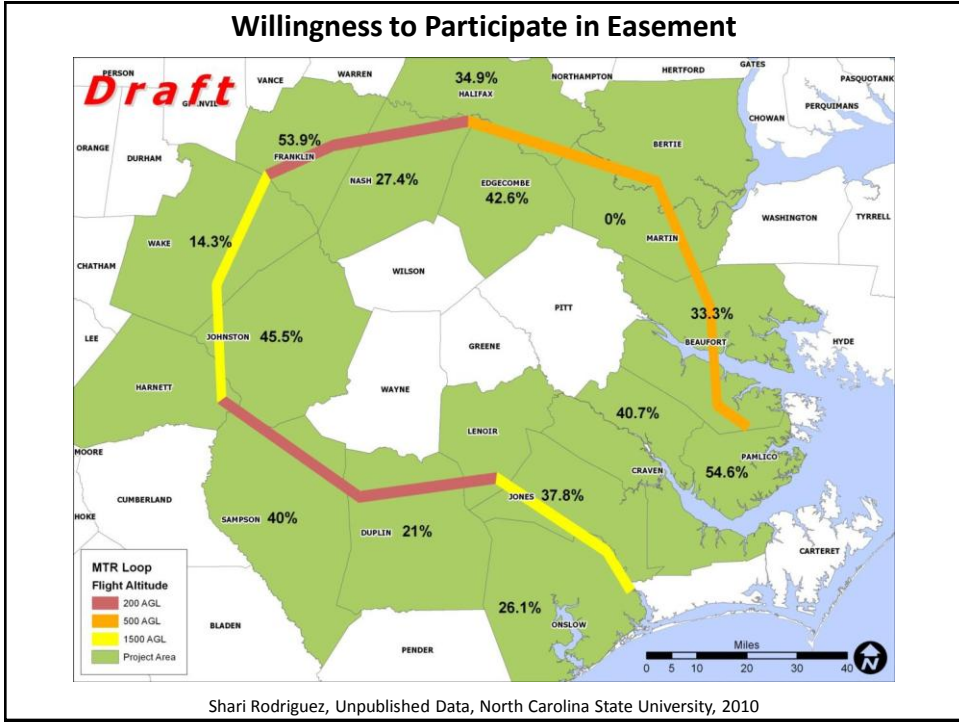 Willingness to Participate in Easement
Draft
PERSON
VANCE
WARREN
34.9%
HALIFAX
NORTHAMPTON
HERTFORD
GATES
PASQUOTANK
PERQUIMANS
CHOWAN
ORANGE
DURHAM
53.9%
FRANKLIN
NASH 27.4%
EDGECOMBE
42.6%
BERTIE
0%
MARTIN
WASHINGTON
TYRRELL
WAKE
14.3%
CHATHAM
WILSON
PITT
33.3%
BEAUFORT
HYDE
LEE
JOHNSTON
45.5%
GREENE
HARNETT
WAYNE
40.7%
LENOIR
CRAVEN
PAMLICO
54.6%
MOORE
CUMBERLAND
HOKE
SAMPSON 40%
DUPLIN 21%
JONES 37.8%
CARTERET
26.1%
ONSLOW
BLADEN
PENDER
MTR Loop
Flight Altitude
200 AGL
500 AGL
1500 AGL
Project Area
Miles
0 5 10 20 30 40
N
Shari Rodriguez, Unpublished Data, North Carolina State University, 2010